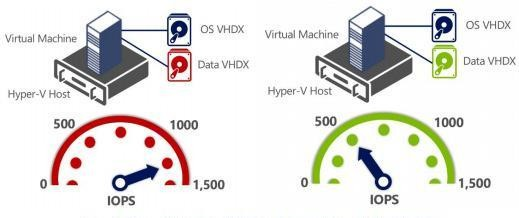 OS VHDX
Virtual Machine
Data VHDX
Hyper-V Host
500
1000
0
1,500
IOPS
OS VHDX
Virtual Machine
Data VHDX
Hyper-V Host
500
1000
0
1,500
IOPS